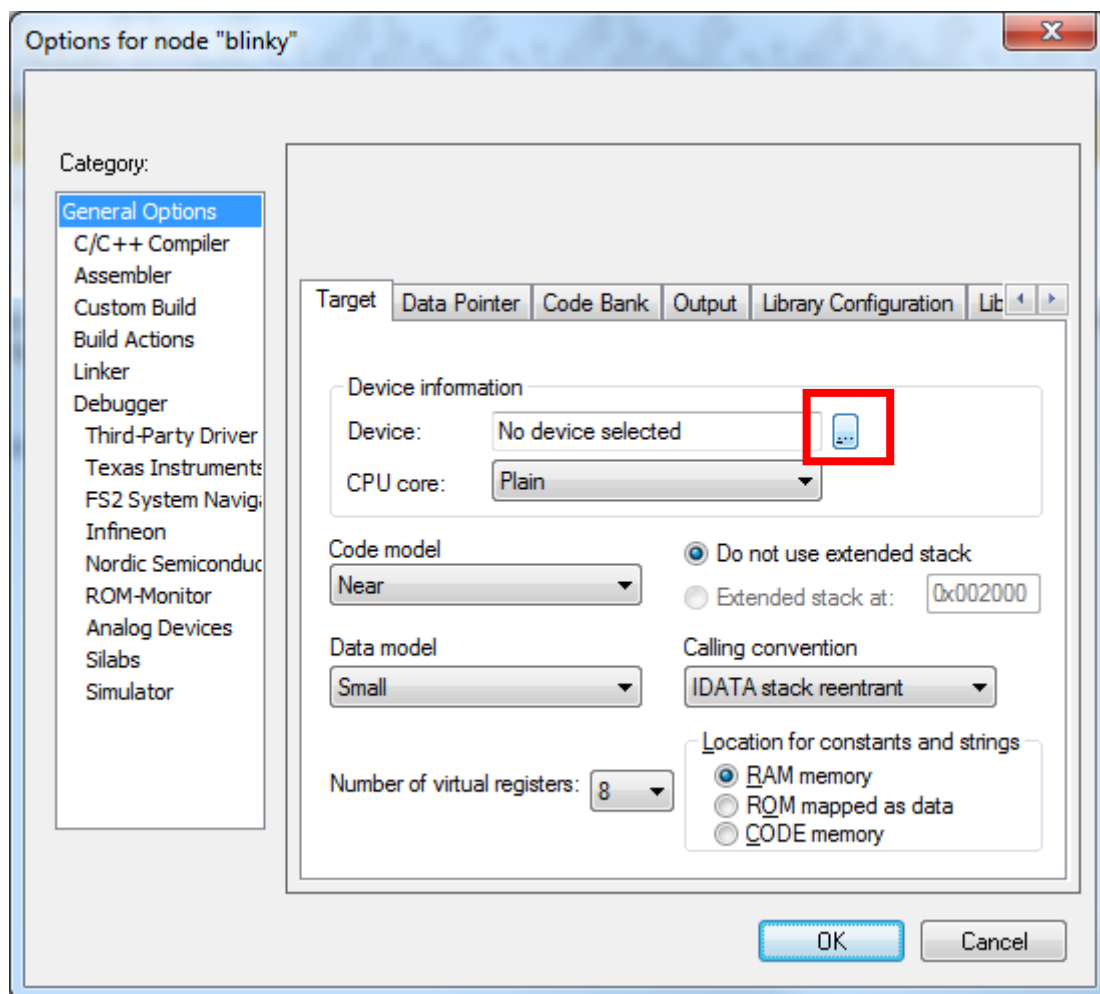 Options for node "blinky"
Category:
General Options
C/C++ Compiler
Assembler
Custom Build
Build Actions
Linker
Debugger
Third-Party Driver
Texas Instruments
FS2 System Navig
Infineon
Nordic Semiconduc
ROM-Monitor
Analog Devices
Silabs
Simulator
Target Data Pointer Code Bank Output Library Configuration Lib
Device information
Device: No device selected ...
CPU core: Plain
Code model
Near
Do not use extended stack
Extended stack at: 0x002000
Data model
Small
Calling convention
IDATA stack reentrant
Number of virtual registers: 8
Location for constants and strings
RAM memory
ROM mapped as data
CODE memory
OK Cancel